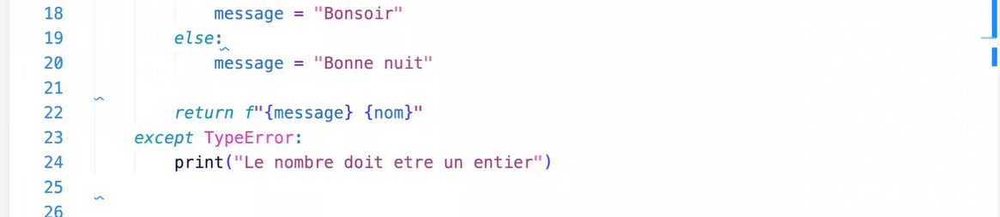 18 message = "Bonsoir"
19 else:
20 message = "Bonne nuit"
21
22 return f"{message} {nom}"
23 except TypeError:
24 print("Le nombre doit etre un entier")
25
26